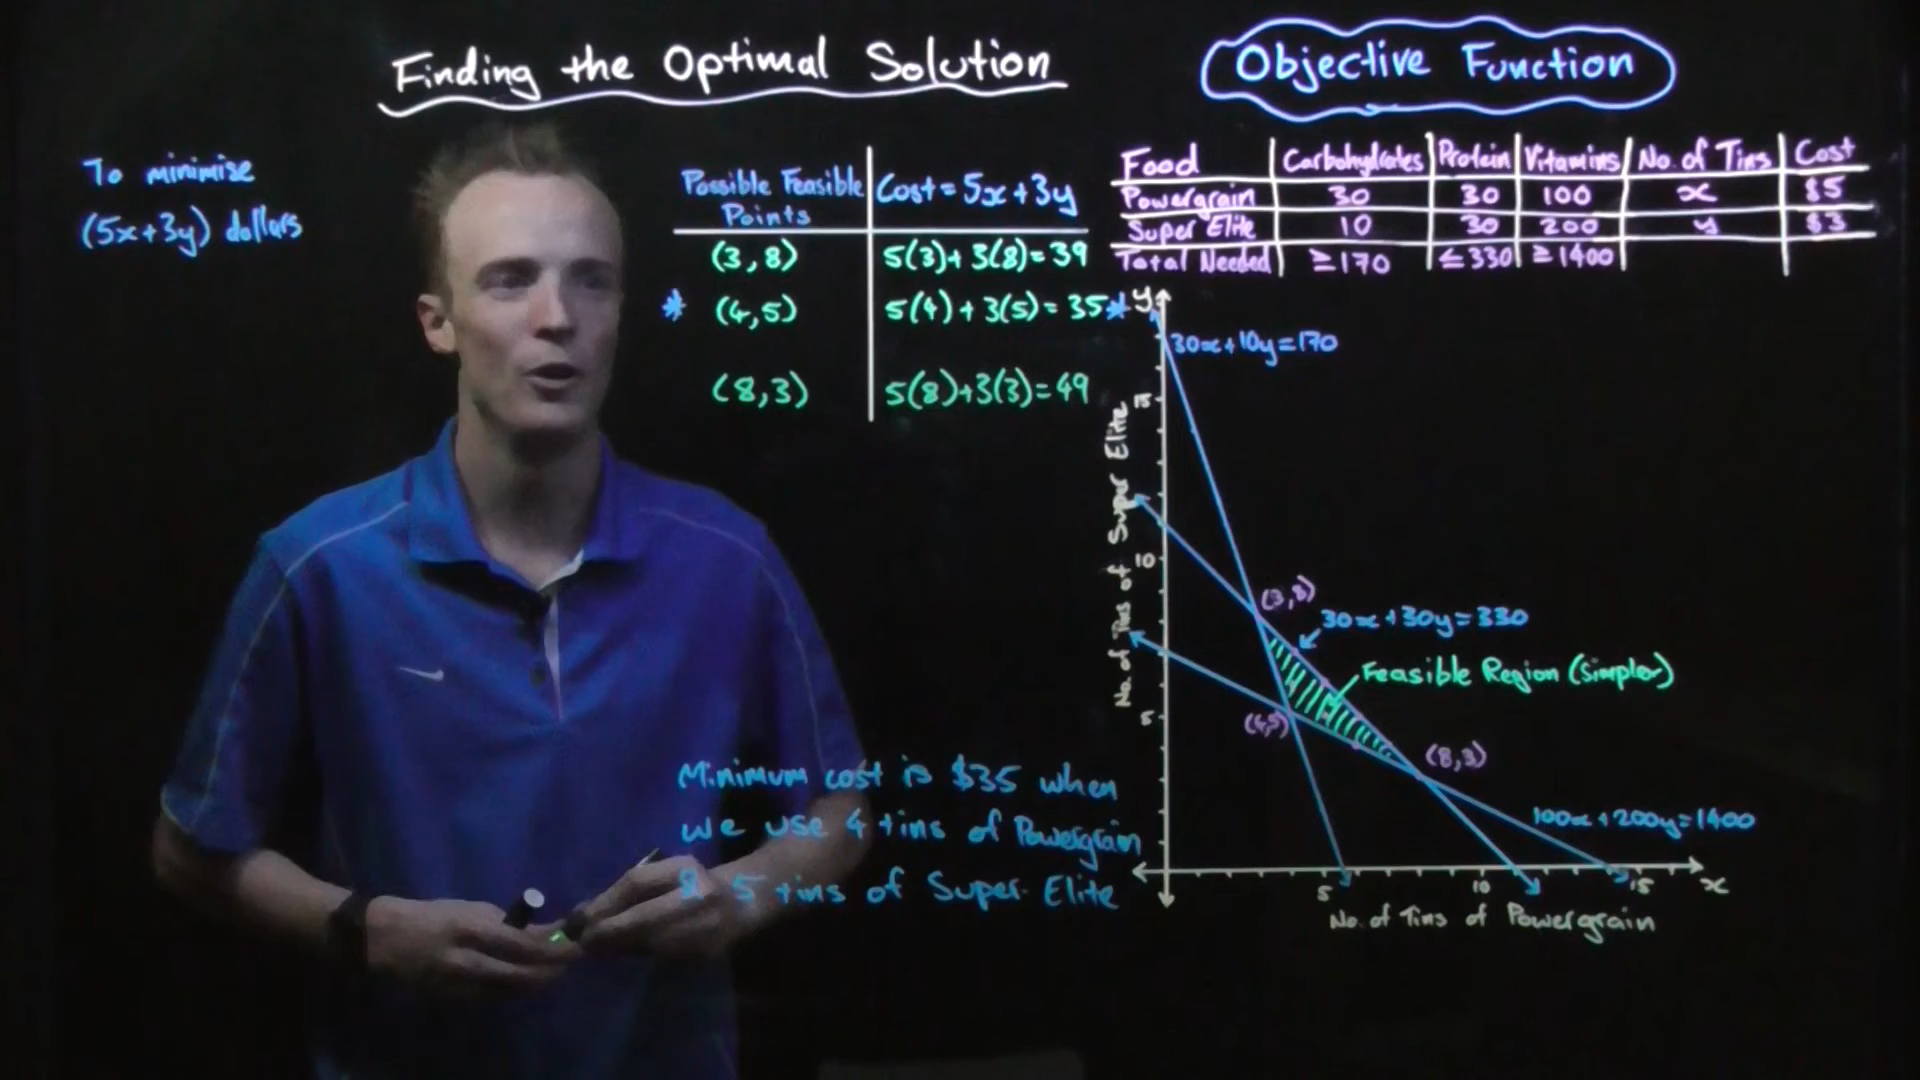 Finding the Optimal Solution
Objective Function
To minimise
(5x+3y) dollars
Possible Feasible Points | Cost = 5x+3y
(3,8) | 5(3)+3(8)=39
* (4,5) | 5(4)+3(5)=35 *
(8,3) | 5(8)+3(3)=49
Food | Carbohydrates | Protein | Vitamins | No. of Tins | Cost
Powergrain | 30 | 30 | 100 | x | $5
Super Elite | 10 | 30 | 200 | y | $3
Total Needed | ≥170 | ≤330 | ≥1400
y
30x+10y=170
15
No. of Tins of Super Elite
10
(3,8)
30x+30y=330
Feasible Region (Simplex)
5
(4,5)
(8,3)
100x+200y=1400
5
10
15
x
No. of Tins of Powergrain
Minimum cost is $35 when
we use 4 tins of Powergrain
& 5 tins of Super Elite